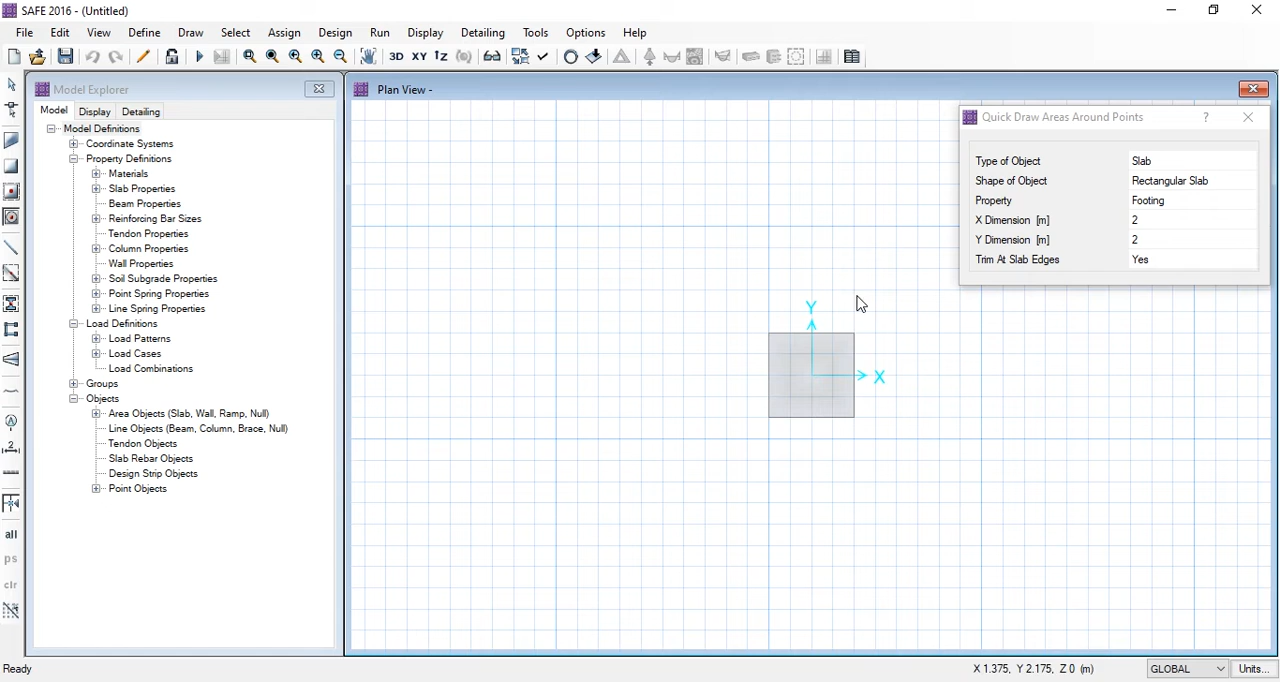 SAFE 2016 - (Untitled)
File Edit View Define Draw Select Assign Design Run Display Detailing Tools Options Help
3D XY
Model Explorer
Plan View -
Model Display Detailing
Model Definitions
Coordinate Systems
Property Definitions
Materials
Slab Properties
Beam Properties
Reinforcing Bar Sizes
Tendon Properties
Column Properties
Wall Properties
Soil Subgrade Properties
Point Spring Properties
Line Spring Properties
Load Definitions
Load Patterns
Load Cases
Load Combinations
Groups
Objects
Area Objects (Slab, Wall, Ramp, Null)
Line Objects (Beam, Column, Brace, Null)
Tendon Objects
Slab Rebar Objects
Design Strip Objects
Point Objects
all
ps
clr
Quick Draw Areas Around Points ?
Type of Object Slab
Shape of Object Rectangular Slab
Property Footing
X Dimension [m] 2
Y Dimension [m] 2
Trim At Slab Edges Yes
Y
X
Ready
X 1.375, Y 2.175, Z 0 (m)
GLOBAL
Units...